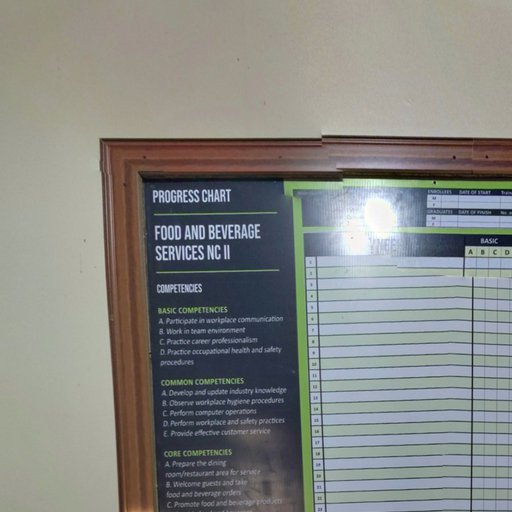 PROGRESS CHART
FOOD AND BEVERAGE
SERVICES NC II
COMPETENCIES
BASIC COMPETENCIES
A. Participate in workplace communication
B. Work in team environment
C. Practice career professionalism
D. Practice occupational health and safety
procedures
COMMON COMPETENCIES
A. Develop and update industry knowledge
B. Observe workplace hygiene procedures
C. Perform computer operations
D. Perform workplace and safety practices
E. Provide effective customer service
CORE COMPETENCIES
A. Prepare the dining
room/restaurant area for service
B. Welcome guests and take
food and beverage orders
C. Promote food and beverage products
ENROLLEES DATE OF START
M
F
GRADUATES DATE OF FINISH
M
F
BASIC
A B C D
1
2
3
4
5
6
7
8
9
10
11
12
13
14
15
16
17
18
19
20
21
22
23